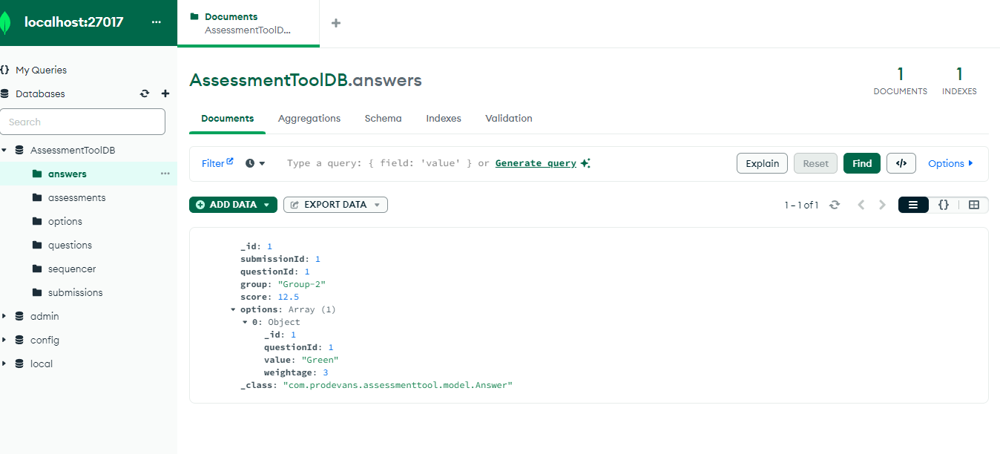 localhost:27017
...
Documents
AssessmentToolD...
+
{} My Queries
Databases
Search
AssessmentToolDB
answers
assessments
options
questions
sequencer
submissions
admin
config
local
AssessmentToolDB.answers
1 DOCUMENTS
1 INDEXES
Documents Aggregations Schema Indexes Validation
Filter Type a query: { field: 'value' } or Generate query Explain Reset Find </> Options
ADD DATA EXPORT DATA 1 – 1 of 1 {}
_id: 1
submissionId: 1
questionId: 1
group: "Group-2"
score: 12.5
options: Array (1)
0: Object
_id: 1
questionId: 1
value: "Green"
weightage: 3
_class: "com.prodevans.assessmenttool.model.Answer"